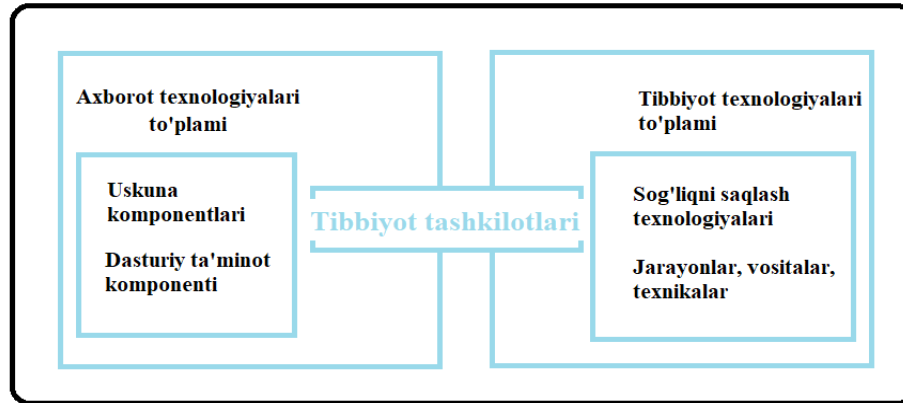 Axborot texnologiyalari
to'plami
Uskuna
komponentlari
Dasturiy ta'minot
komponenti
Tibbiyot tashkilotlari
Tibbiyot texnologiyalari
to'plami
Sog'liqni saqlash
texnologiyalari
Jarayonlar, vositalar,
texnikalar